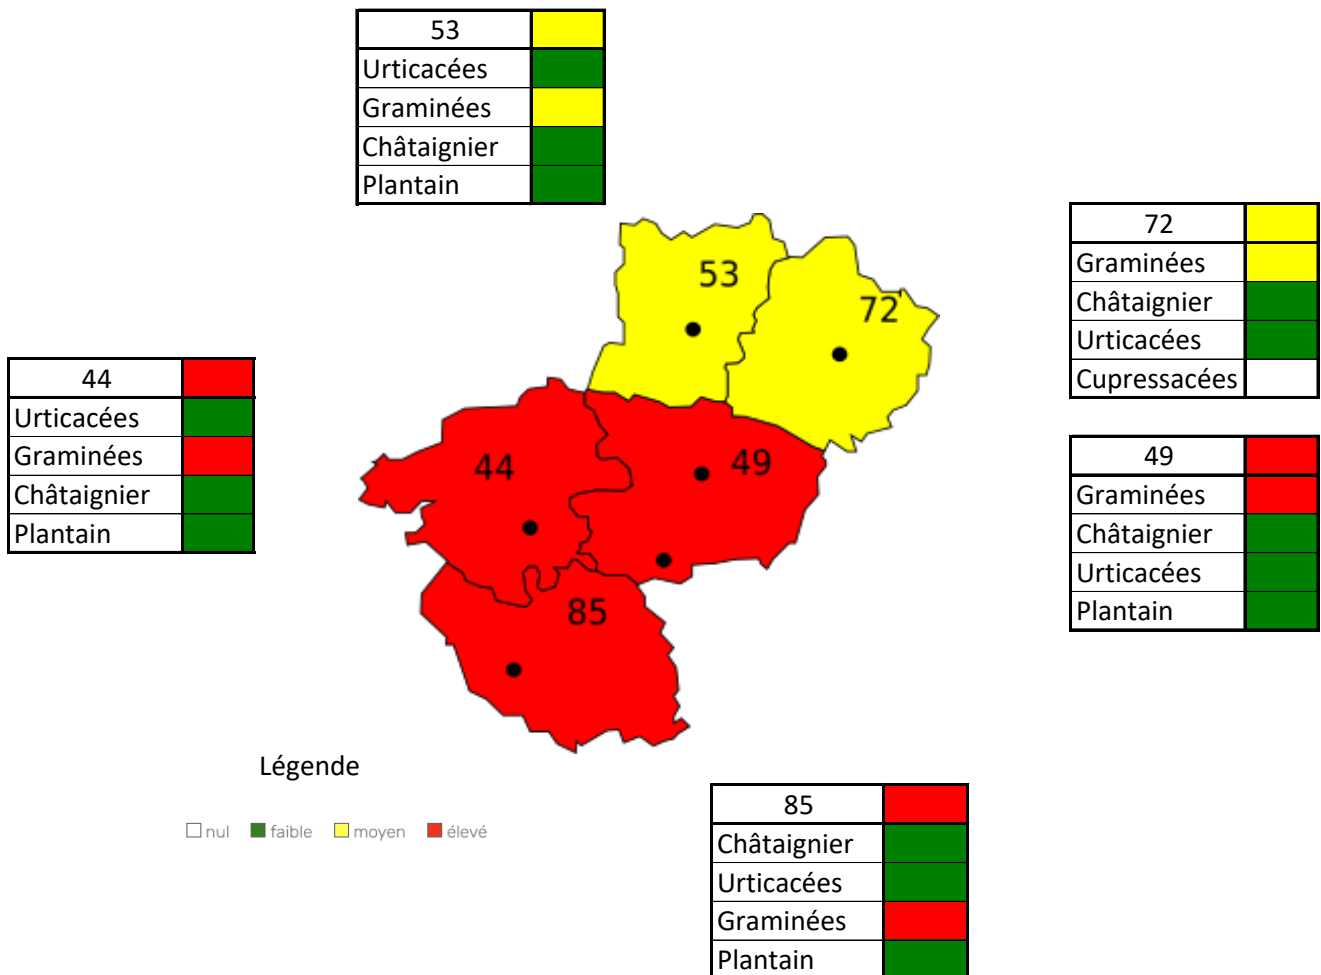 53
Urticacées
Graminées
Châtaignier
Plantain
72
Graminées
Châtaignier
Urticacées
Cupressacées
53
72
44
Urticacées
Graminées
Châtaignier
Plantain
44
49
85
49
Graminées
Châtaignier
Urticacées
Plantain
Légende
nul faible moyen élevé
85
Châtaignier
Urticacées
Graminées
Plantain